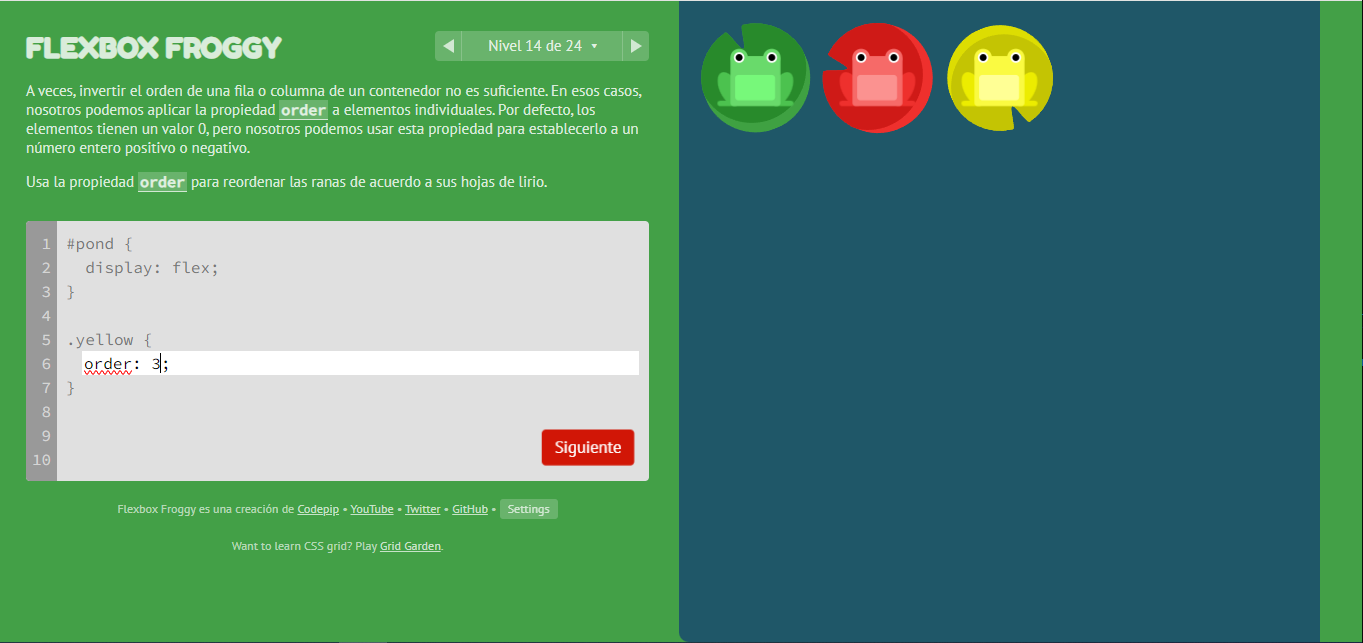 FLEXBOX FROGGY
Nivel 14 de 24
A veces, invertir el orden de una fila o columna de un contenedor no es suficiente. En esos casos,
nosotros podemos aplicar la propiedad order a elementos individuales. Por defecto, los
elementos tienen un valor 0, pero nosotros podemos usar esta propiedad para establecerlo a un
número entero positivo o negativo.
Usa la propiedad order para reordenar las ranas de acuerdo a sus hojas de lirio.
1 #pond {
2 display: flex;
3 }
4
5 .yellow {
6 order: 3;
7 }
8
9
10
Siguiente
Flexbox Froggy es una creación de Codepip • YouTube • Twitter • GitHub • Settings
Want to learn CSS grid? Play Grid Garden.